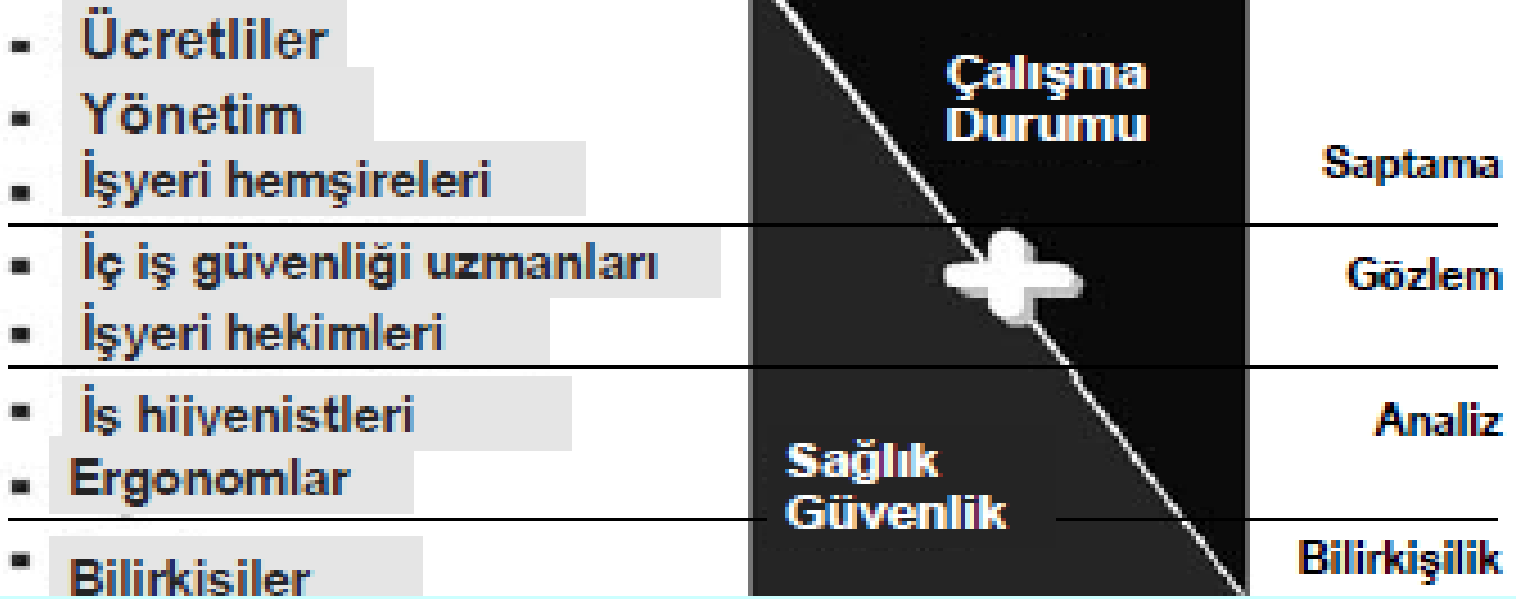 ▪ Ücretliler
▪ Yönetim
▪ İşyeri hemşireleri
▪ İç iş güvenliği uzmanları
▪ İşyeri hekimleri
▪ İş hijyenistleri
▪ Ergonomlar
▪ Bilirkişiler
Çalışma
Durumu
Sağlık
Güvenlik
Saptama
Gözlem
Analiz
Bilirkişilik